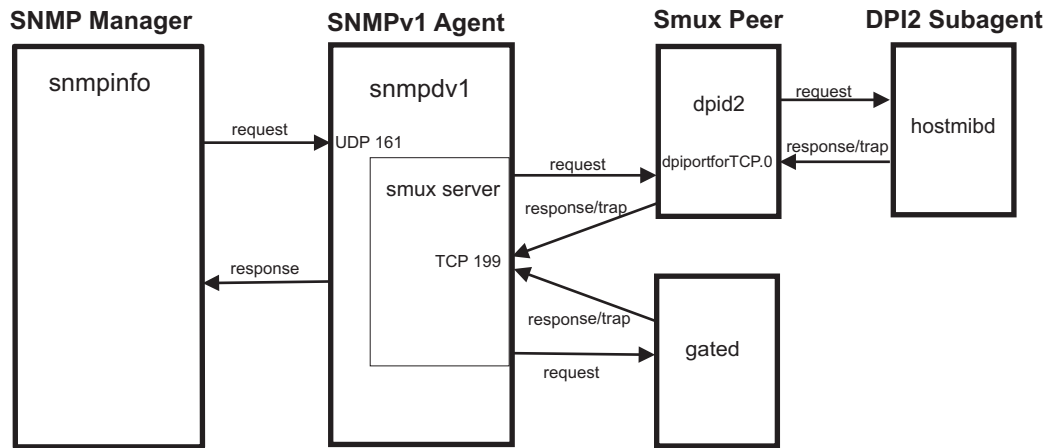 SNMP Manager
SNMPv1 Agent
Smux Peer
DPI2 Subagent
snmpinfo
snmpdv1
dpid2
hostmibd
request
UDP 161
request
request
response/trap
dpiportforTCP.0
smux server
response/trap
TCP 199
response
response/trap
gated
request